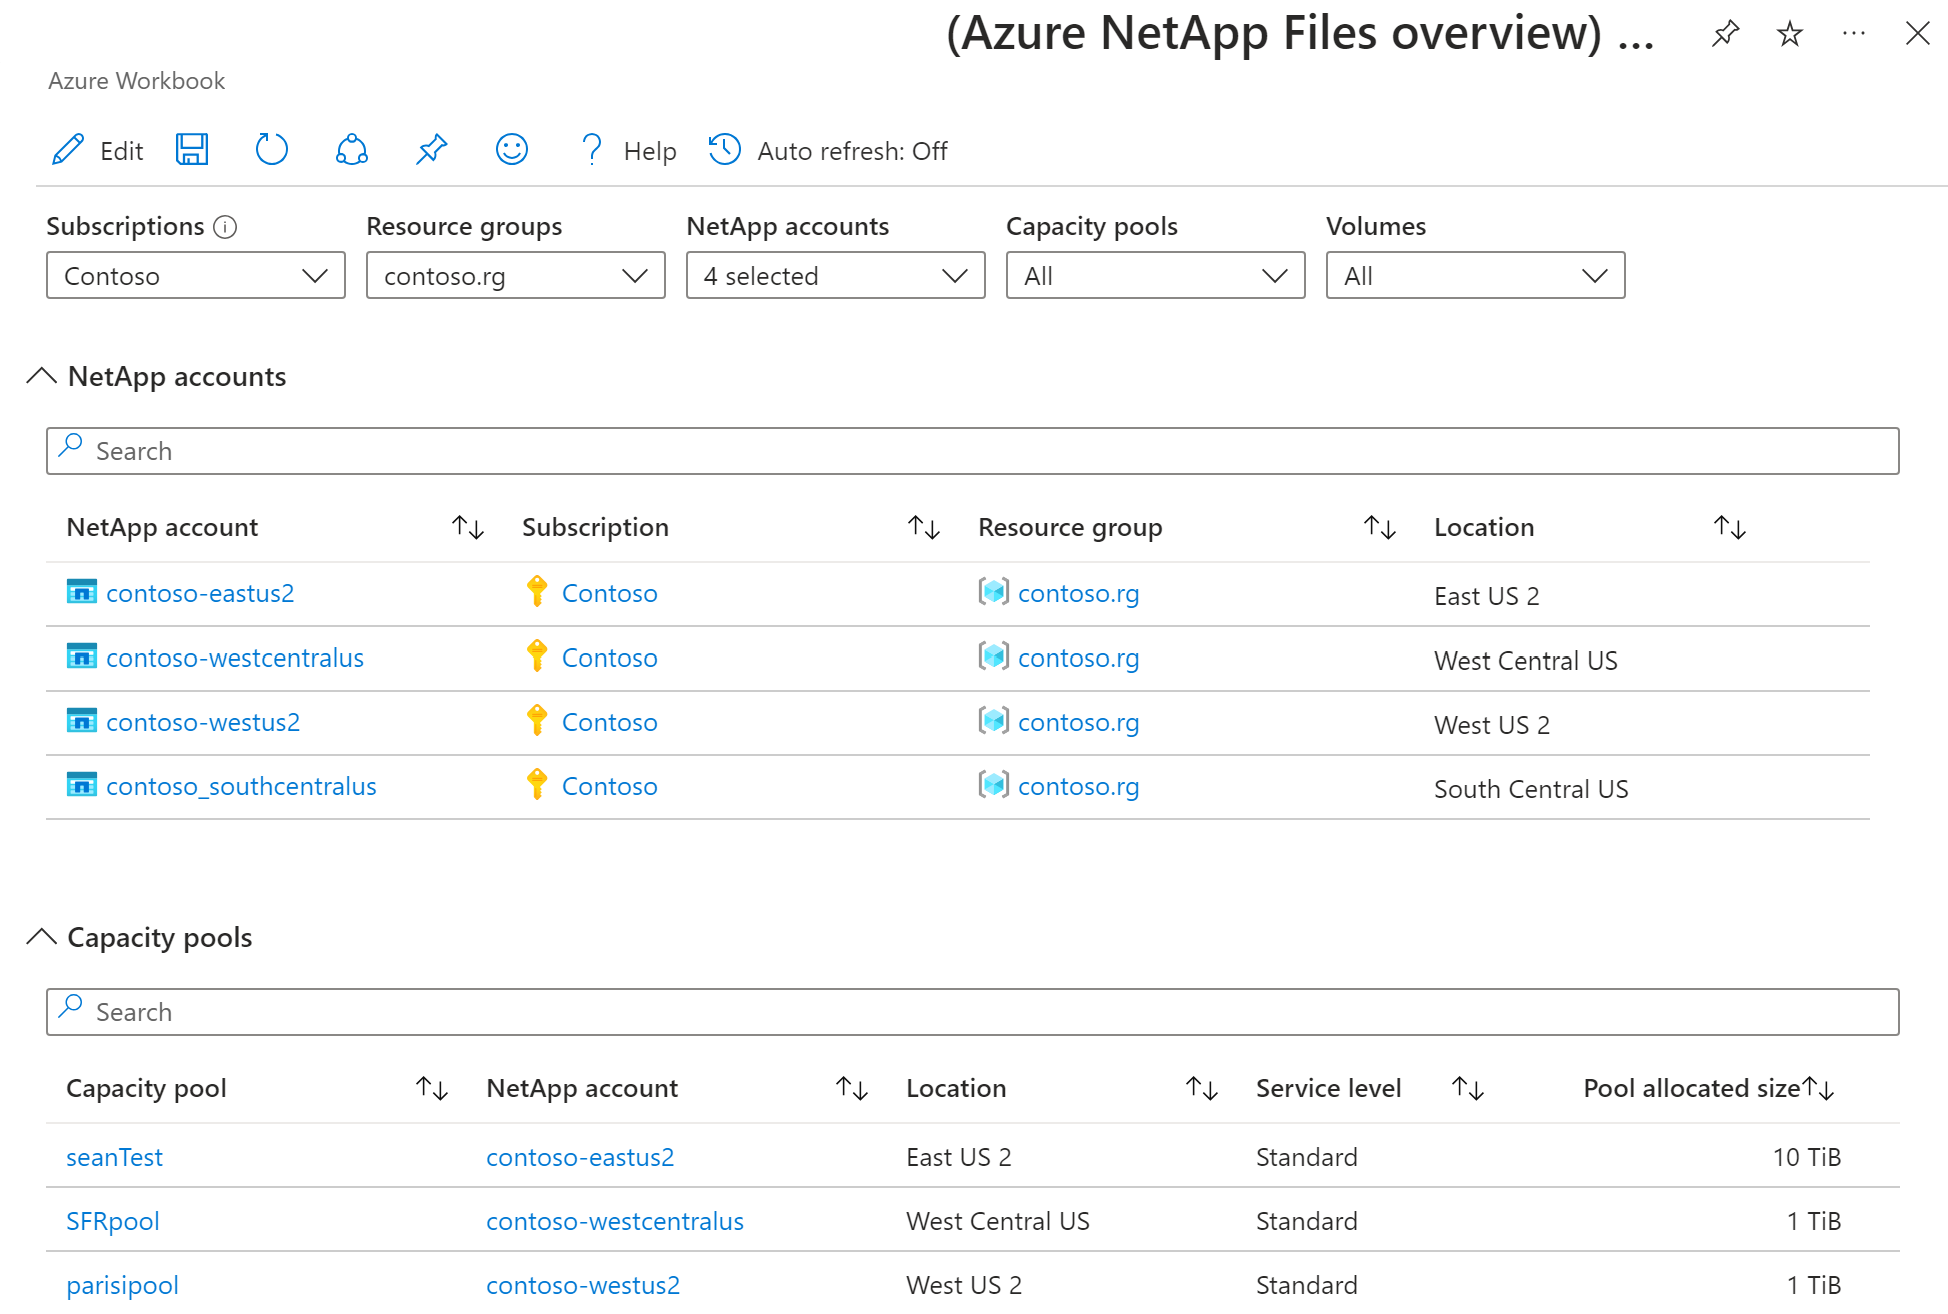 (Azure NetApp Files overview) ...
Azure Workbook
Edit Help Auto refresh: Off
Subscriptions Resource groups NetApp accounts Capacity pools Volumes
Contoso contoso.rg 4 selected All All
NetApp accounts
Search
NetApp account Subscription Resource group Location
contoso-eastus2 Contoso contoso.rg East US 2
contoso-westcentralus Contoso contoso.rg West Central US
contoso-westus2 Contoso contoso.rg West US 2
contoso_southcentralus Contoso contoso.rg South Central US
Capacity pools
Search
Capacity pool NetApp account Location Service level Pool allocated size
seanTest contoso-eastus2 East US 2 Standard 10 TiB
SFRpool contoso-westcentralus West Central US Standard 1 TiB
parisipool contoso-westus2 West US 2 Standard 1 TiB